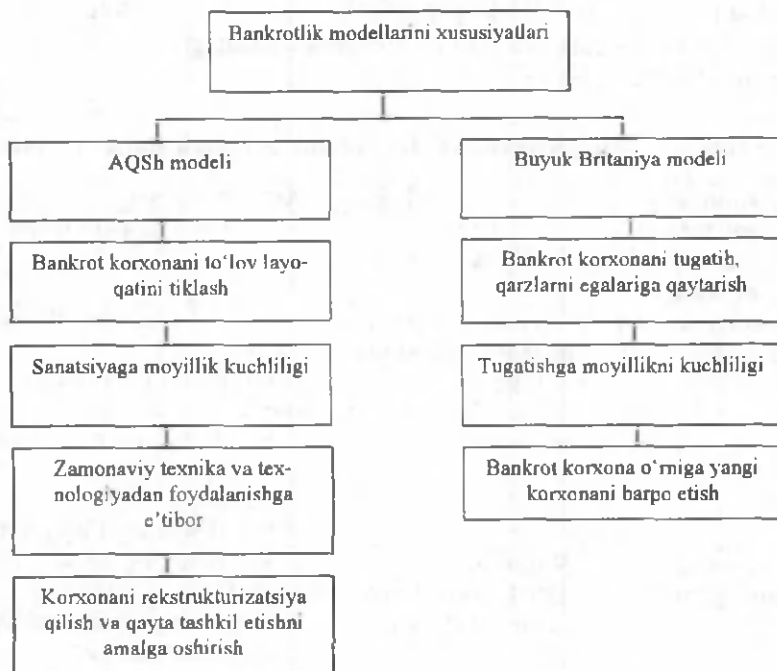 Bankrotlik modellarini xususiyatlari
AQSh modeli
Buyuk Britaniya modeli
Bankrot korxonani to‘lov layo-
qatini tiklash
Bankrot korxonani tugatib,
qarzlarni egalariga qaytarish
Sanatsiyaga moyillik kuchliligi
Tugatishga moyillikni kuchliligi
Zamonaviy texnika va tex-
nologiyadan foydalanishga
e’tibor
Bankrot korxona o‘rniga yangi
korxonani barpo etish
Korxonani rekstrukturizatsiya
qilish va qayta tashkil etishni
amalga oshirish